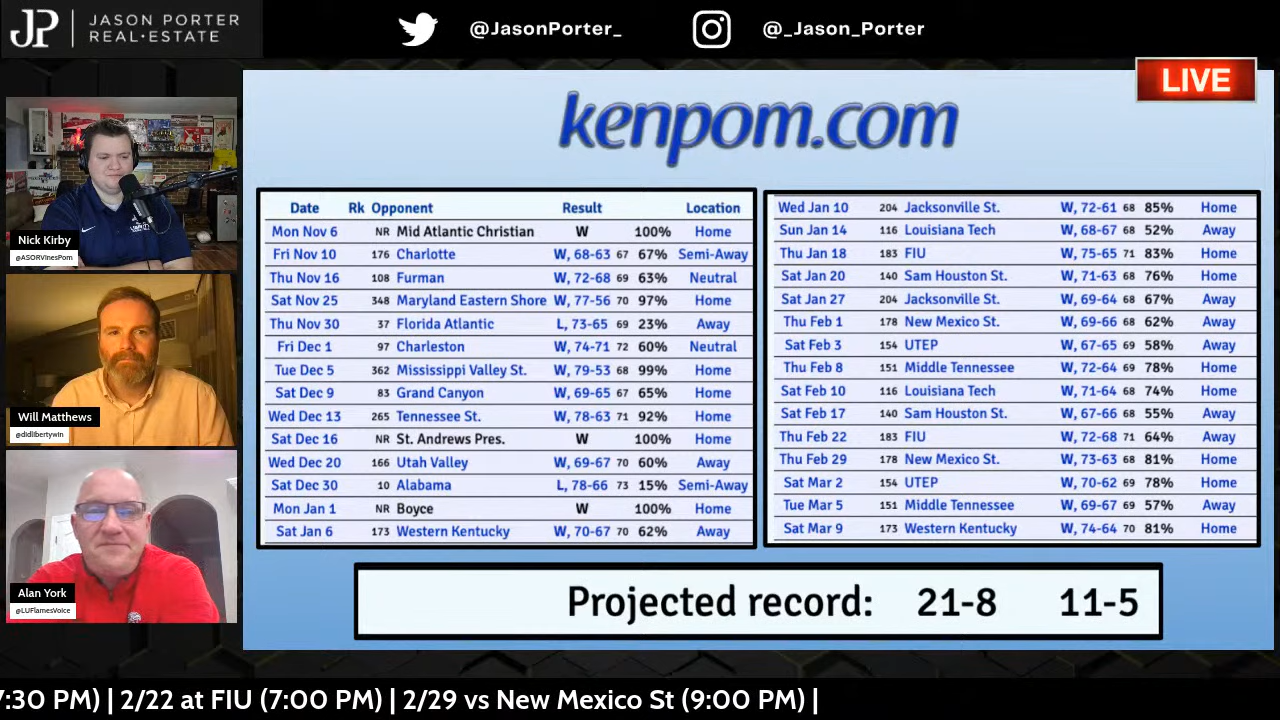 JP | JASON PORTER
REAL•ESTATE
@JasonPorter_
@_Jason_Porter
LIVE
kenpom.com
Nick Kirby
@ASORVinesPom
Will Matthews
@didlibertywin
Alan York
@LUFlamesVoice
Date Rk Opponent Result Location
Mon Nov 6 NR Mid Atlantic Christian W 100% Home
Fri Nov 10 176 Charlotte W, 68-63 67 67% Semi-Away
Thu Nov 16 108 Furman W, 72-68 69 63% Neutral
Sat Nov 25 348 Maryland Eastern Shore W, 77-56 70 97% Home
Thu Nov 30 37 Florida Atlantic L, 73-65 69 23% Away
Fri Dec 1 97 Charleston W, 74-71 72 60% Neutral
Tue Dec 5 362 Mississippi Valley St. W, 79-53 68 99% Home
Sat Dec 9 83 Grand Canyon W, 69-65 67 65% Home
Wed Dec 13 265 Tennessee St. W, 78-63 71 92% Home
Sat Dec 16 NR St. Andrews Pres. W 100% Home
Wed Dec 20 166 Utah Valley W, 69-67 70 60% Away
Sat Dec 30 10 Alabama L, 78-66 73 15% Semi-Away
Mon Jan 1 NR Boyce W 100% Home
Sat Jan 6 173 Western Kentucky W, 70-67 70 62% Away
Wed Jan 10 204 Jacksonville St. W, 72-61 68 85% Home
Sun Jan 14 116 Louisiana Tech W, 68-67 68 52% Away
Thu Jan 18 183 FIU W, 75-65 71 83% Home
Sat Jan 20 140 Sam Houston St. W, 71-63 68 76% Home
Sat Jan 27 204 Jacksonville St. W, 69-64 68 67% Away
Thu Feb 1 178 New Mexico St. W, 69-66 68 62% Away
Sat Feb 3 154 UTEP W, 67-65 69 58% Away
Thu Feb 8 151 Middle Tennessee W, 72-64 69 78% Home
Sat Feb 10 116 Louisiana Tech W, 71-64 68 74% Home
Sat Feb 17 140 Sam Houston St. W, 67-66 68 55% Away
Thu Feb 22 183 FIU W, 72-68 71 64% Away
Thu Feb 29 178 New Mexico St. W, 73-63 68 81% Home
Sat Mar 2 154 UTEP W, 70-62 69 78% Home
Tue Mar 5 151 Middle Tennessee W, 69-67 69 57% Away
Sat Mar 9 173 Western Kentucky W, 74-64 70 81% Home
Projected record: 21-8 11-5
7:30 PM) | 2/22 at FIU (7:00 PM) | 2/29 vs New Mexico St (9:00 PM) |